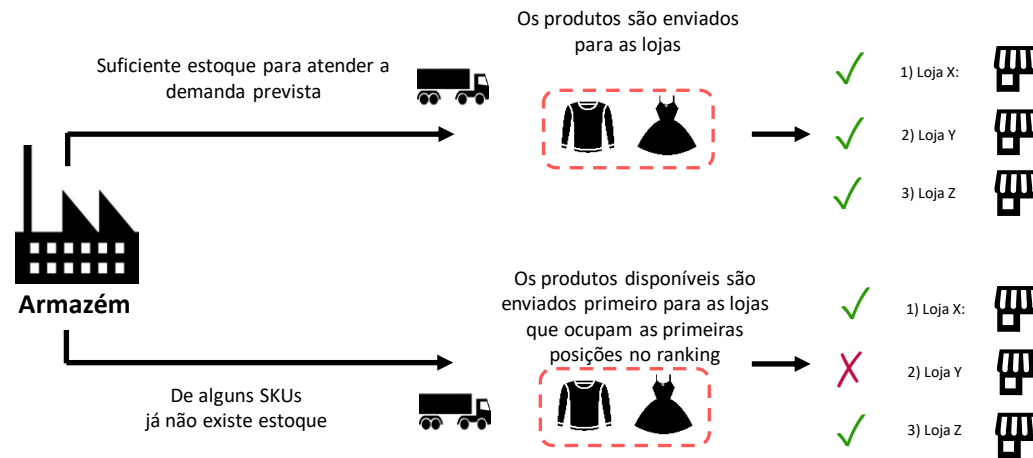 Os produtos são enviados
para as lojas
Suficiente estoque para atender a
demanda prevista
1) Loja X:
2) Loja Y
3) Loja Z
Armazém
Os produtos disponíveis são
enviados primeiro para as lojas
que ocupam as primeiras
posições no ranking
De alguns SKUs
já não existe estoque
1) Loja X:
2) Loja Y
3) Loja Z